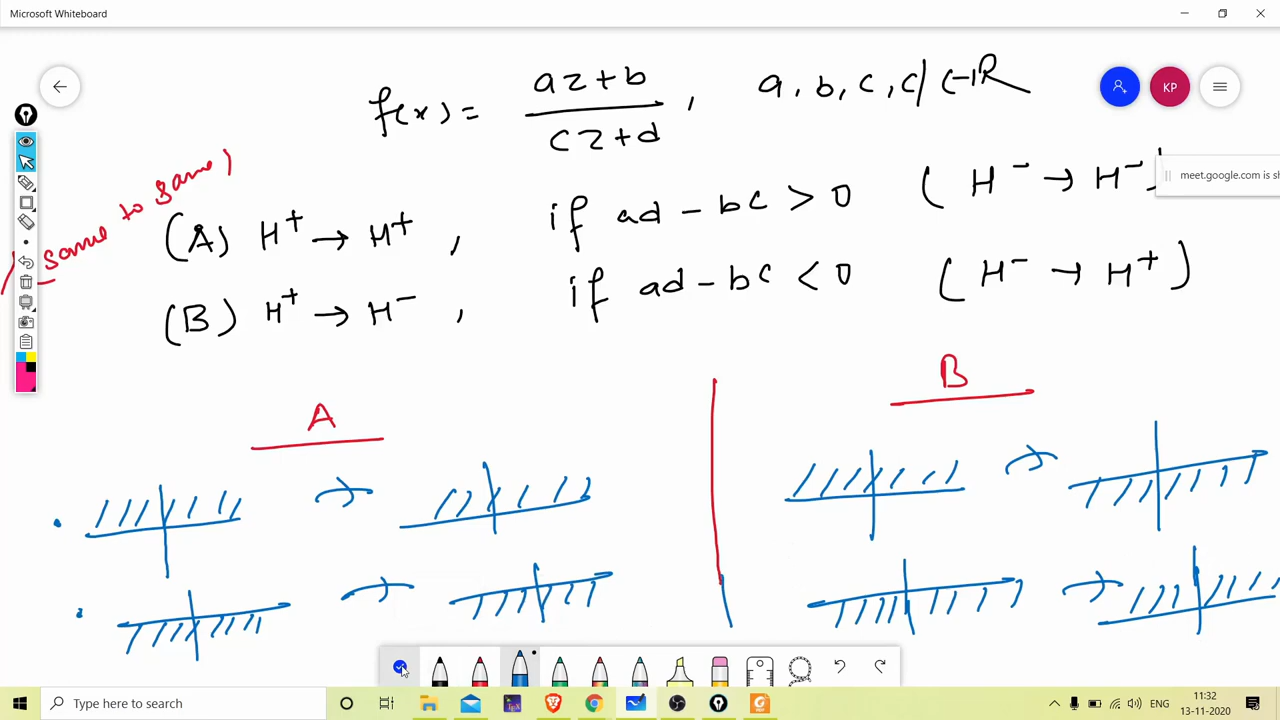 Microsoft Whiteboard
f(x) = az+b / cz+d , a, b, c, d ∈ R
KP
meet.google.com is sh
(same to same)
(A) H⁺ → H⁺ , if ad - bc > 0 ( H⁻ → H⁻ )
(B) H⁺ → H⁻ , if ad - bc < 0 ( H⁻ → H⁺ )
A
B
Type here to search
ENG
11:32
13-11-2020